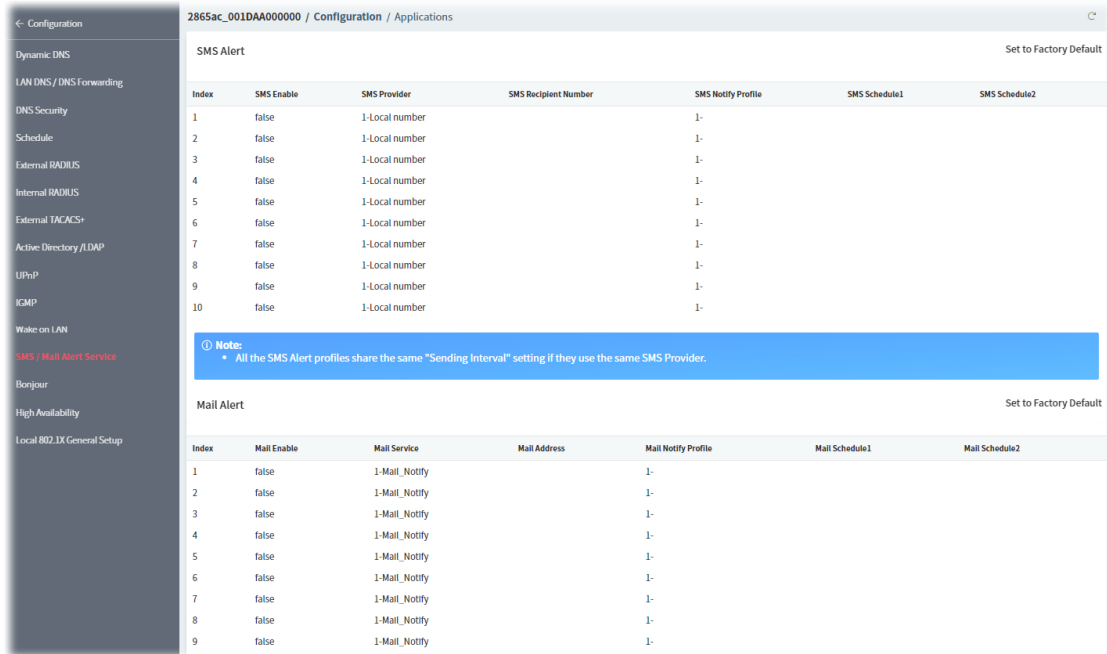 ← Configuration
Dynamic DNS
LAN DNS / DNS Forwarding
DNS Security
Schedule
External RADIUS
Internal RADIUS
External TACACS+
Active Directory /LDAP
UPnP
IGMP
Wake on LAN
SMS / Mail Alert Service
Bonjour
High Availability
Local 802.1X General Setup
2865ac_001DAA000000 / Configuration / Applications
SMS Alert Set to Factory Default
Index SMS Enable SMS Provider SMS Recipient Number SMS Notify Profile SMS Schedule1 SMS Schedule2
1 false 1-Local number 1-
2 false 1-Local number 1-
3 false 1-Local number 1-
4 false 1-Local number 1-
5 false 1-Local number 1-
6 false 1-Local number 1-
7 false 1-Local number 1-
8 false 1-Local number 1-
9 false 1-Local number 1-
10 false 1-Local number 1-
Note:
• All the SMS Alert profiles share the same "Sending Interval" setting if they use the same SMS Provider.
Mail Alert Set to Factory Default
Index Mail Enable Mail Service Mail Address Mail Notify Profile Mail Schedule1 Mail Schedule2
1 false 1-Mail_Notify 1-
2 false 1-Mail_Notify 1-
3 false 1-Mail_Notify 1-
4 false 1-Mail_Notify 1-
5 false 1-Mail_Notify 1-
6 false 1-Mail_Notify 1-
7 false 1-Mail_Notify 1-
8 false 1-Mail_Notify 1-
9 false 1-Mail_Notify 1-